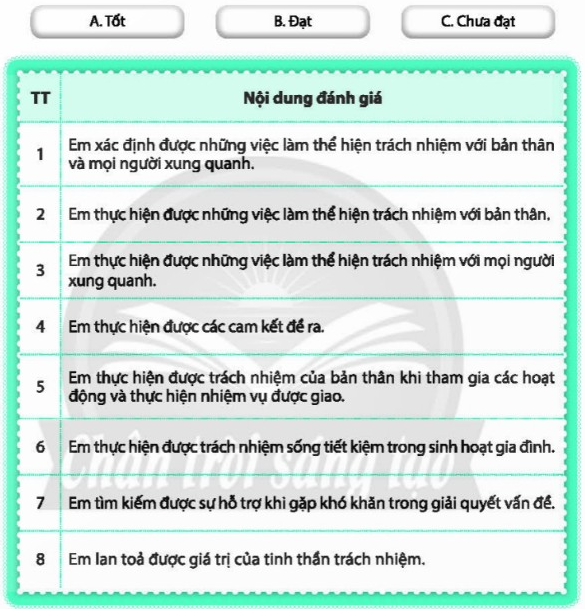 A. Tốt
B. Đạt
C. Chưa đạt
TT
Nội dung đánh giá
1
Em xác định được những việc làm thể hiện trách nhiệm với bản thân
và mọi người xung quanh.
2
Em thực hiện được những việc làm thể hiện trách nhiệm với bản thân.
3
Em thực hiện được những việc làm thể hiện trách nhiệm với mọi người
xung quanh.
4
Em thực hiện được các cam kết đề ra.
5
Em thực hiện được trách nhiệm của bản thân khi tham gia các hoạt
động và thực hiện nhiệm vụ được giao.
6
Em thực hiện được trách nhiệm sống tiết kiệm trong sinh hoạt gia đình.
Chân trời sáng tạo
7
Em tìm kiếm được sự hỗ trợ khi gặp khó khăn trong giải quyết vấn đề.
8
Em lan toả được giá trị của tinh thần trách nhiệm.